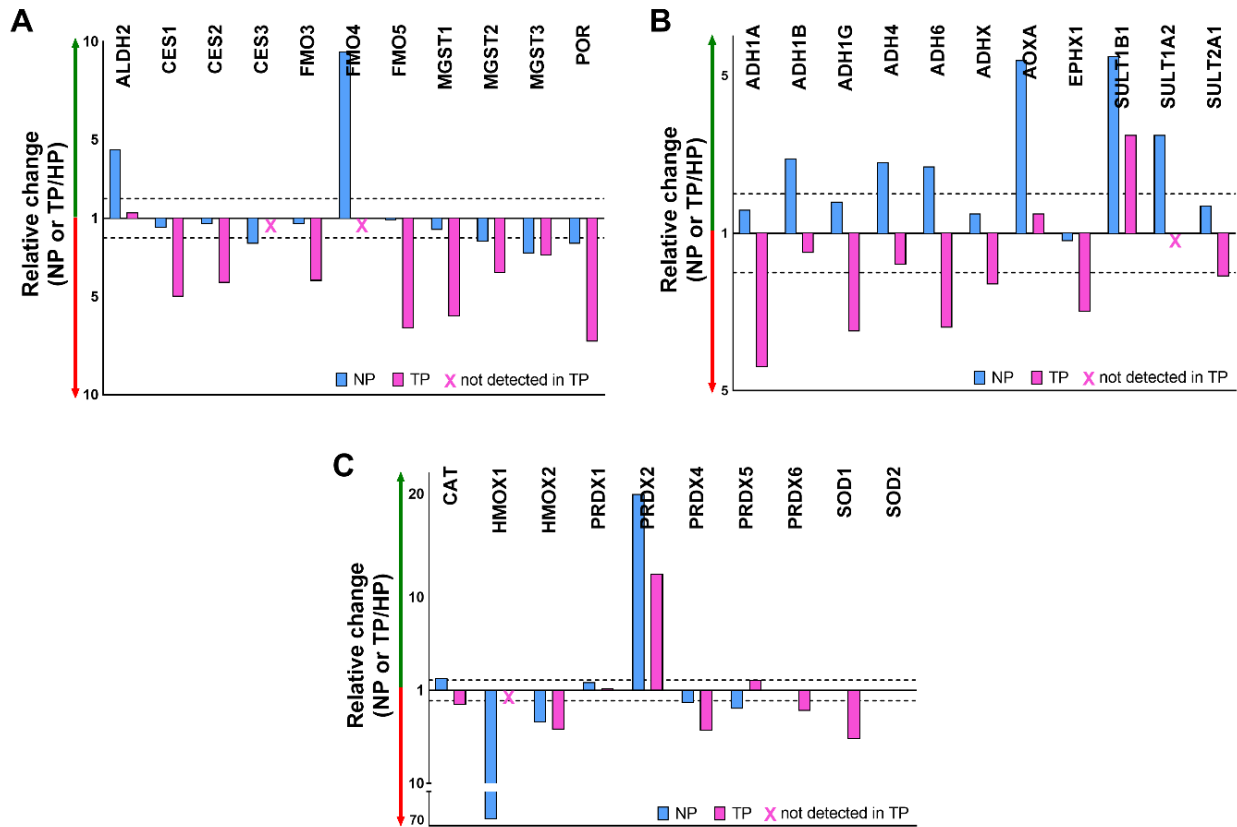 A
ALDH2
CES1
CES2
CES3
FMO3
FMO4
FMO5
MGST1
MGST2
MGST3
POR
10
5
1
5
10
Relative change
(NP or TP/HP)
NP TP X not detected in TP
B
ADH1A
ADH1B
ADH1G
ADH4
ADH6
ADHX
AOXA
EPHX1
SULT1B1
SULT1A2
SULT2A1
5
1
5
Relative change
(NP or TP/HP)
NP TP X not detected in TP
C
CAT
HMOX1
HMOX2
PRDX1
PRDX2
PRDX4
PRDX5
PRDX6
SOD1
SOD2
20
10
1
10
70
Relative change
(NP or TP/HP)
NP TP X not detected in TP